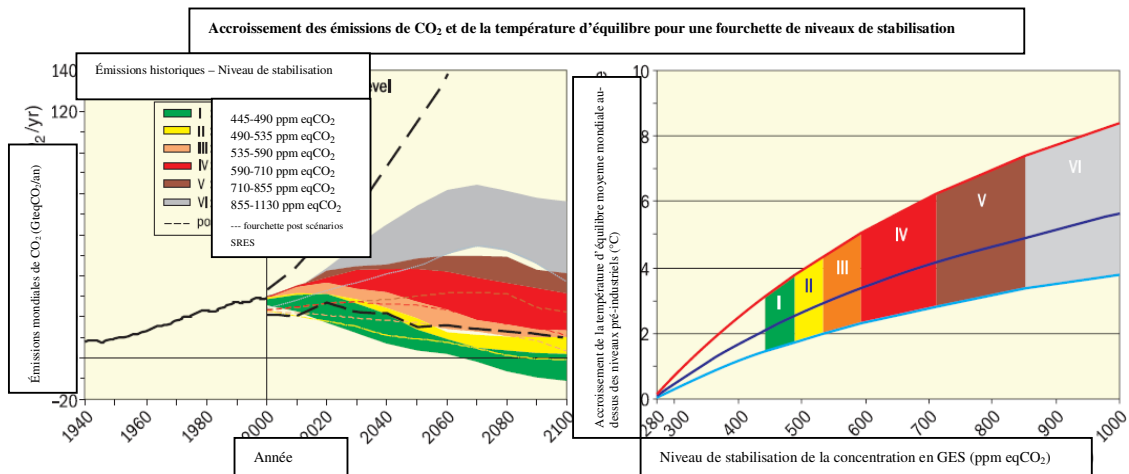 Accroissement des émissions de CO₂ et de la température d'équilibre pour une fourchette de niveaux de stabilisation
Émissions historiques – Niveau de stabilisation
140
120
-20
Émissions mondiales de CO₂ (GteqCO₂/an)
/yr)
I
II
III
IV
V
VI
445-490 ppm eqCO₂
490-535 ppm eqCO₂
535-590 ppm eqCO₂
590-710 ppm eqCO₂
710-855 ppm eqCO₂
855-1130 ppm eqCO₂
--- fourchette post scénarios
SRES
1940
1960
1980
2000
2020
2040
2060
2080
2100
Année
Accroissement de la température d'équilibre moyenne mondiale au-
dessus des niveaux pré-industriels (°C)
10
8
6
4
2
0
I
II
III
IV
V
VI
280
300
400
500
600
700
800
900
1000
Niveau de stabilisation de la concentration en GES (ppm eqCO₂)